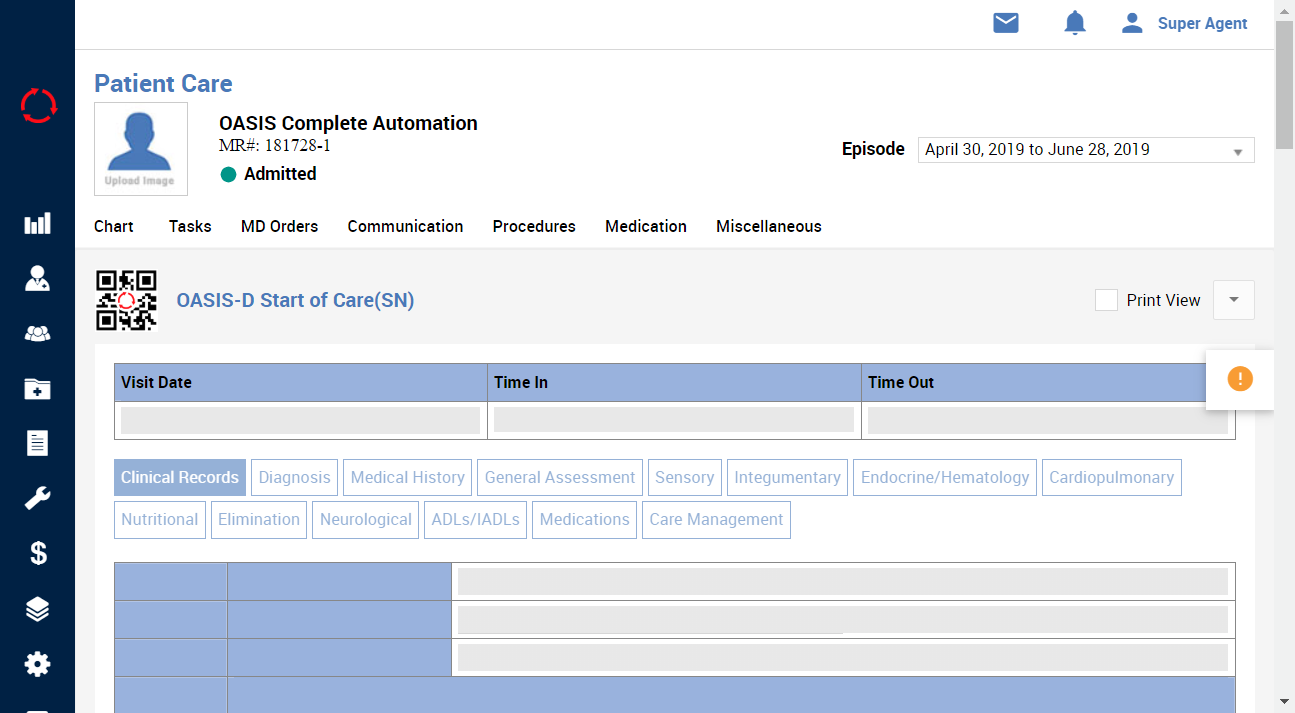 Super Agent
Patient Care
Upload Image
OASIS Complete Automation
MR#: 181728-1
Admitted
Episode
April 30, 2019 to June 28, 2019
Chart Tasks MD Orders Communication Procedures Medication Miscellaneous
OASIS-D Start of Care(SN)
Print View
Visit Date Time In Time Out
Clinical Records Diagnosis Medical History General Assessment Sensory Integumentary Endocrine/Hematology Cardiopulmonary
Nutritional Elimination Neurological ADLs/IADLs Medications Care Management